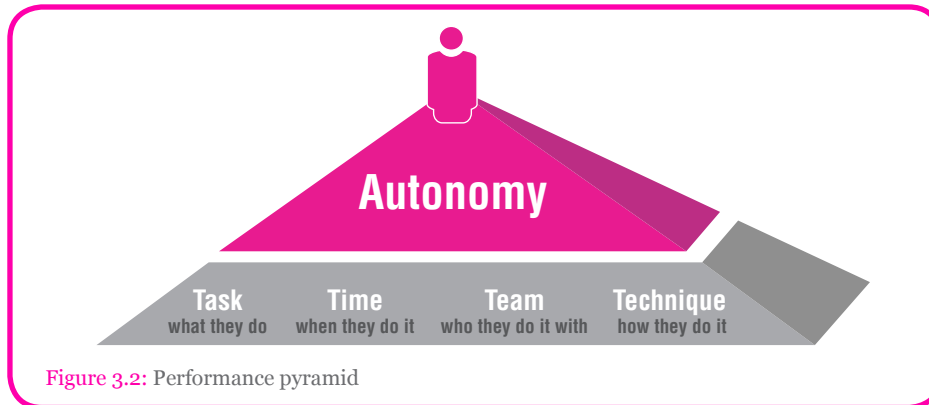 Autonomy
Task Time Team Technique
what they do when they do it who they do it with how they do it
Figure 3.2: Performance pyramid